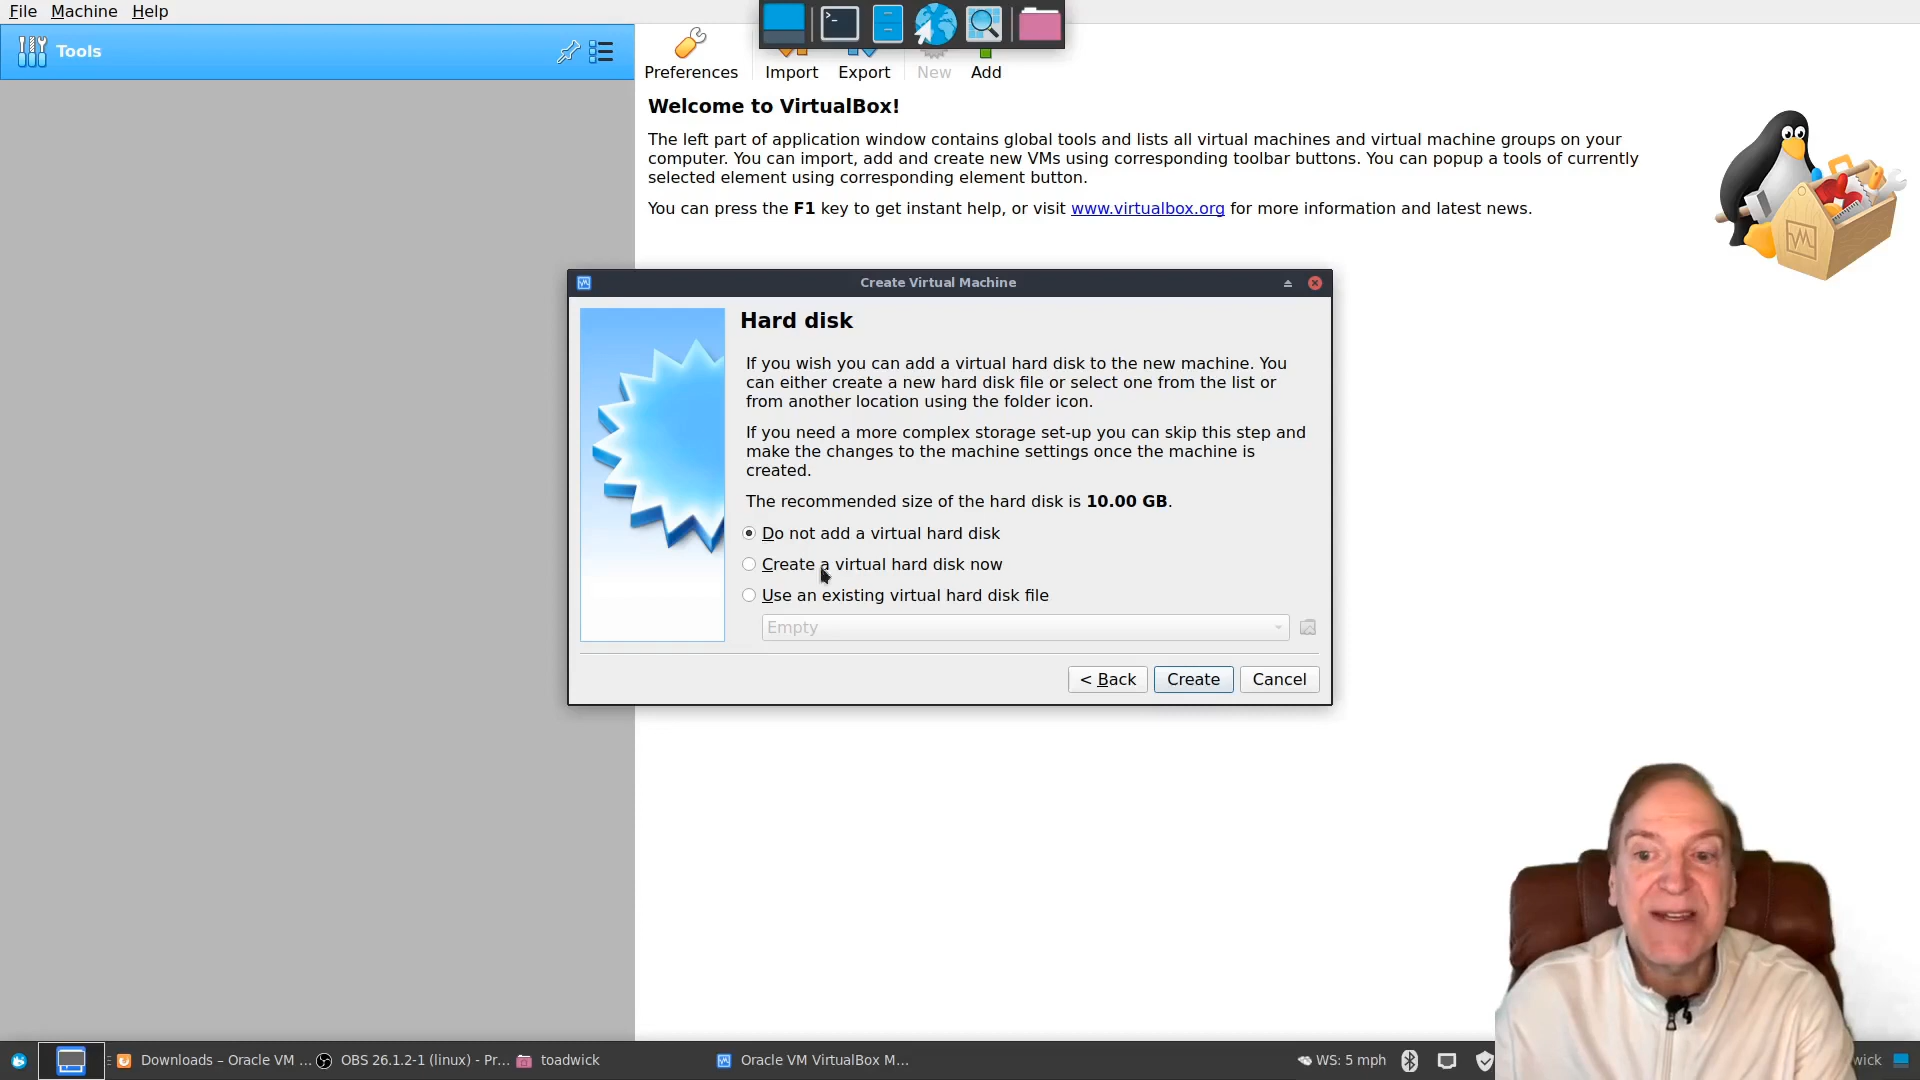 File Machine Help
Tools
Preferences Import Export New Add
Welcome to VirtualBox!
The left part of application window contains global tools and lists all virtual machines and virtual machine groups on your
computer. You can import, add and create new VMs using corresponding toolbar buttons. You can popup a tools of currently
selected element using corresponding element button.
You can press the F1 key to get instant help, or visit www.virtualbox.org for more information and latest news.
Create Virtual Machine
Hard disk
If you wish you can add a virtual hard disk to the new machine. You
can either create a new hard disk file or select one from the list or
from another location using the folder icon.
If you need a more complex storage set-up you can skip this step and
make the changes to the machine settings once the machine is
created.
The recommended size of the hard disk is 10.00 GB.
Do not add a virtual hard disk
Create a virtual hard disk now
Use an existing virtual hard disk file
Empty
< Back Create Cancel
Downloads – Oracle VM ... OBS 26.1.2-1 (linux) - Pr... toadwick Oracle VM VirtualBox M... WS: 5 mph wick